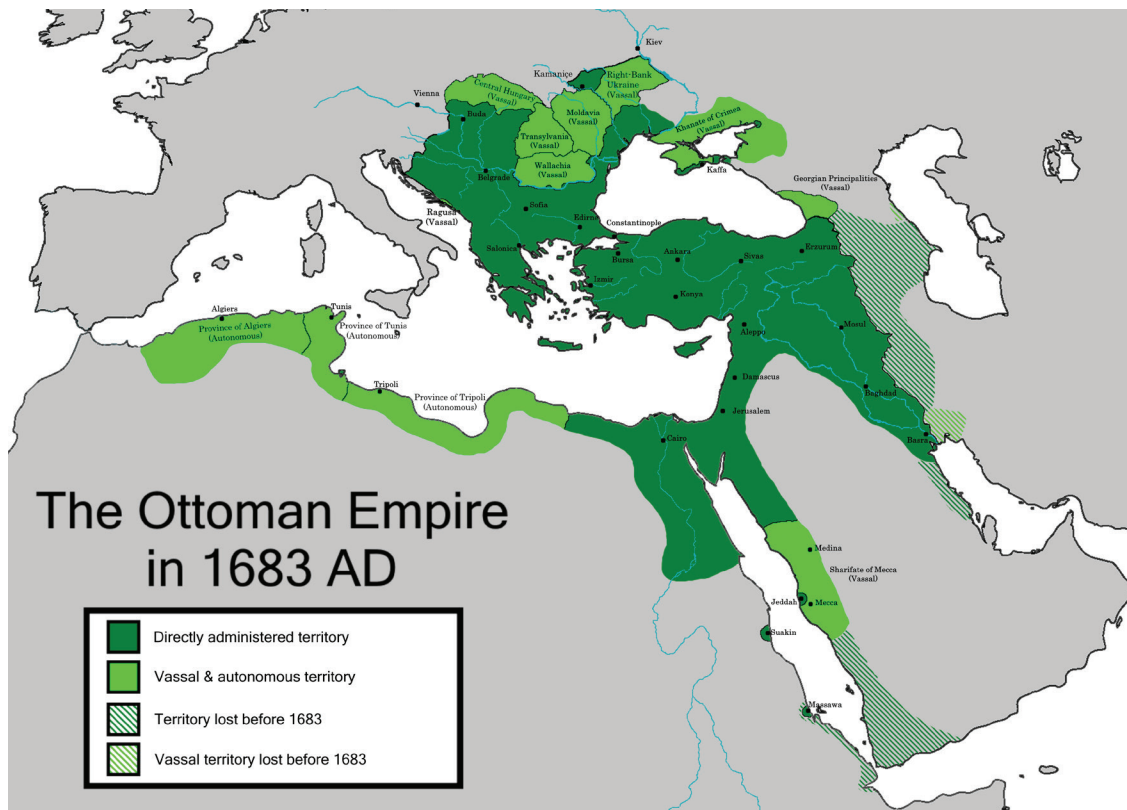 Kiev
Kamaniçe
Right-Bank
Ukraine
(Vassal)
Central Hungary
(Vassal)
Vienna
Buda
Moldavia
(Vassal)
Khanate of Crimea
(Vassal)
Transylvania
(Vassal)
Wallachia
(Vassal)
Kaffa
Belgrade
Georgian Principalities
(Vassal)
Ragusa
(Vassal)
Sofia
Edirne
Constantinople
Salonica
Bursa
Ankara
Sivas
Erzurum
Izmir
Konya
Algiers
Province of Algiers
(Autonomous)
Tunis
Province of Tunis
(Autonomous)
Aleppo
Mosul
Tripoli
Province of Tripoli
(Autonomous)
Damascus
Baghdad
Jerusalem
Basra
Cairo
The Ottoman Empire
in 1683 AD
Medina
Sharifate of Mecca
(Vassal)
Jeddah
Mecca
Suakin
Massawa
Directly administered territory
Vassal & autonomous territory
Territory lost before 1683
Vassal territory lost before 1683